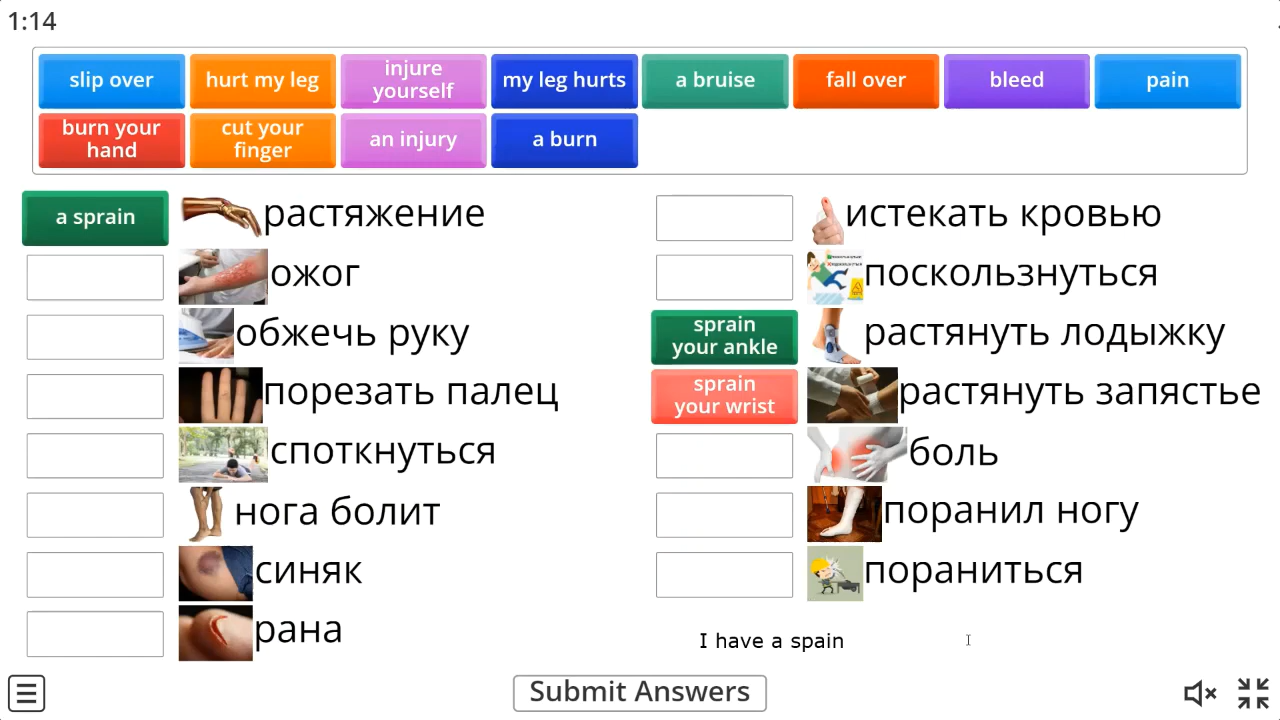 1:14
slip over
hurt my leg
injure
yourself
my leg hurts
a bruise
fall over
bleed
pain
burn your
hand
cut your
finger
an injury
a burn
a sprain
растяжение
ожог
обжечь руку
порезать палец
споткнуться
нога болит
синяк
рана
истекать кровью
поскользнуться
sprain
your ankle
растянуть лодыжку
sprain
your wrist
растянуть запястье
боль
поранил ногу
пораниться
I have a spain
Submit Answers